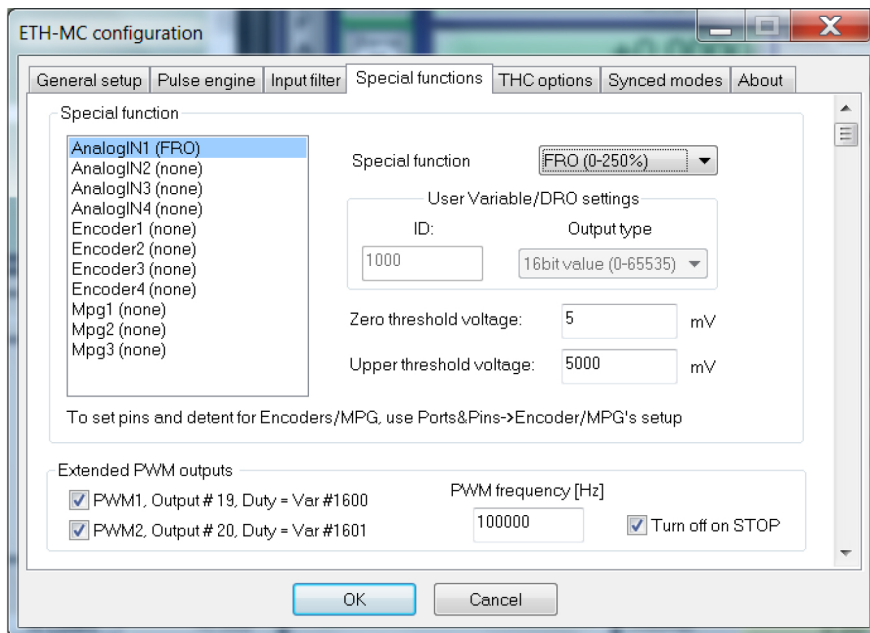 ETH-MC configuration
+0.0000
General setup
Pulse engine
Input filter
Special functions
THC options
Synced modes
About
Special function
AnalogIN1 (FRO)
AnalogIN2 (none)
AnalogIN3 (none)
AnalogIN4 (none)
Encoder1 (none)
Encoder2 (none)
Encoder3 (none)
Encoder4 (none)
Mpg1 (none)
Mpg2 (none)
Mpg3 (none)
Special function
FRO (0-250%)
User Variable/DRO settings
ID:
Output type
1000
16bit value (0-65535)
Zero threshold voltage:
5
mV
Upper threshold voltage:
5000
mV
To set pins and detent for Encoders/MPG, use Ports&Pins->Encoder/MPG's setup
Extended PWM outputs
PWM1, Output # 19, Duty = Var #1600
PWM2, Output # 20, Duty = Var #1601
PWM frequency [Hz]
100000
Turn off on STOP
OK
Cancel